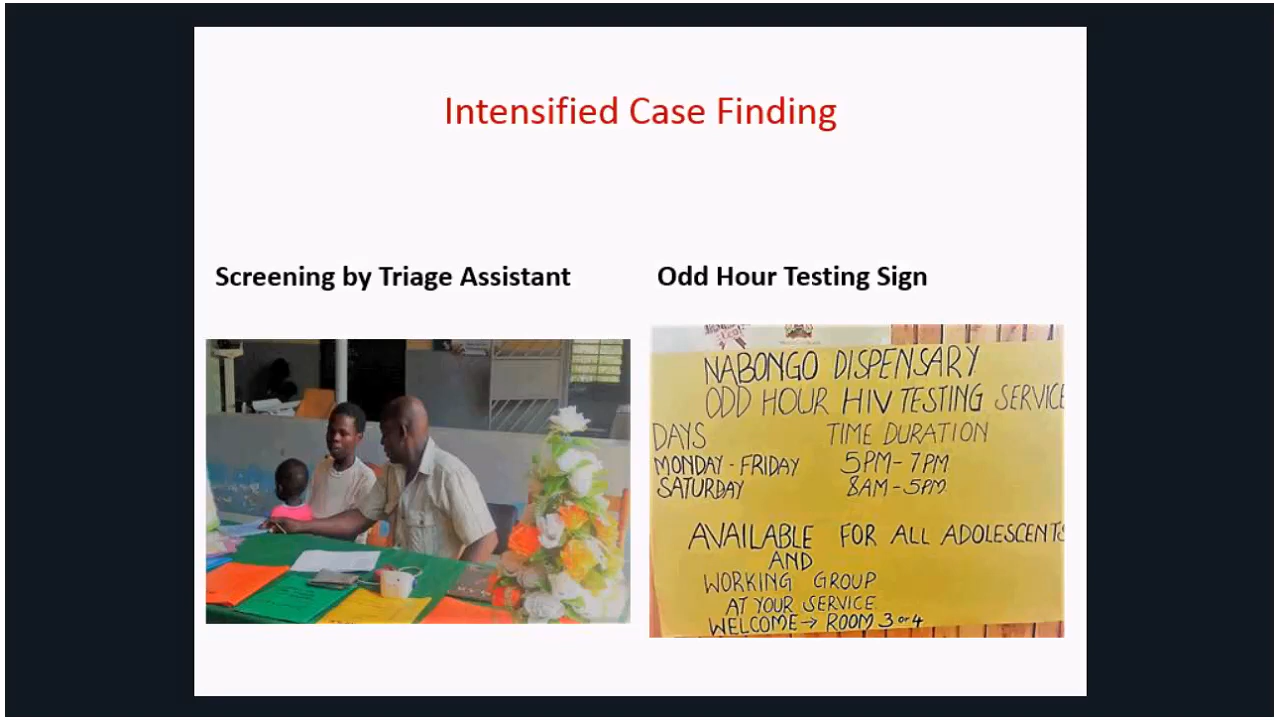 Intensified Case Finding
Screening by Triage Assistant
Odd Hour Testing Sign
NABONGO DISPENSARY
ODD HOUR HIV TESTING SERVICE
DAYS TIME DURATION
MONDAY - FRIDAY 5PM - 7PM
SATURDAY 8AM - 5PM
AVAILABLE FOR ALL ADOLESCENTS
AND
WORKING GROUP
AT YOUR SERVICE
WELCOME → ROOM 3 or 4